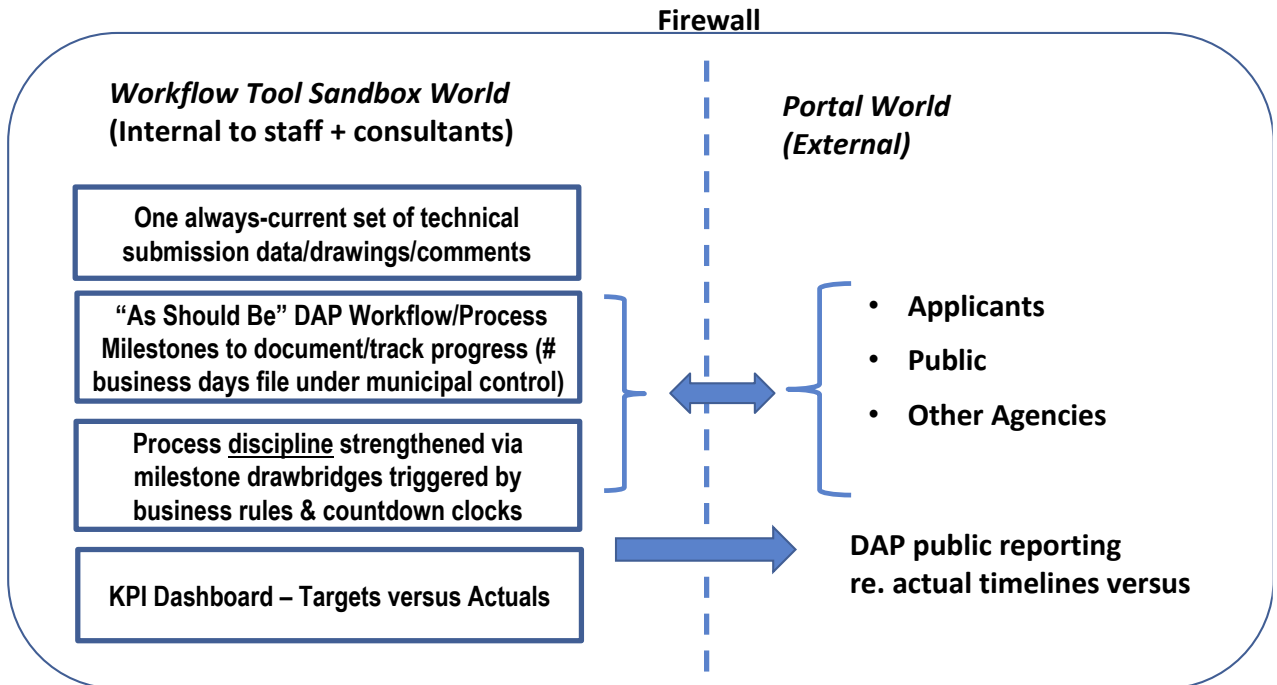 Firewall
Workflow Tool Sandbox World
(Internal to staff + consultants)
One always-current set of technical
submission data/drawings/comments
“As Should Be” DAP Workflow/Process
Milestones to document/track progress (#
business days file under municipal control)
Process discipline strengthened via
milestone drawbridges triggered by
business rules & countdown clocks
KPI Dashboard – Targets versus Actuals
Portal World
(External)
• Applicants
• Public
• Other Agencies
DAP public reporting
re. actual timelines versus